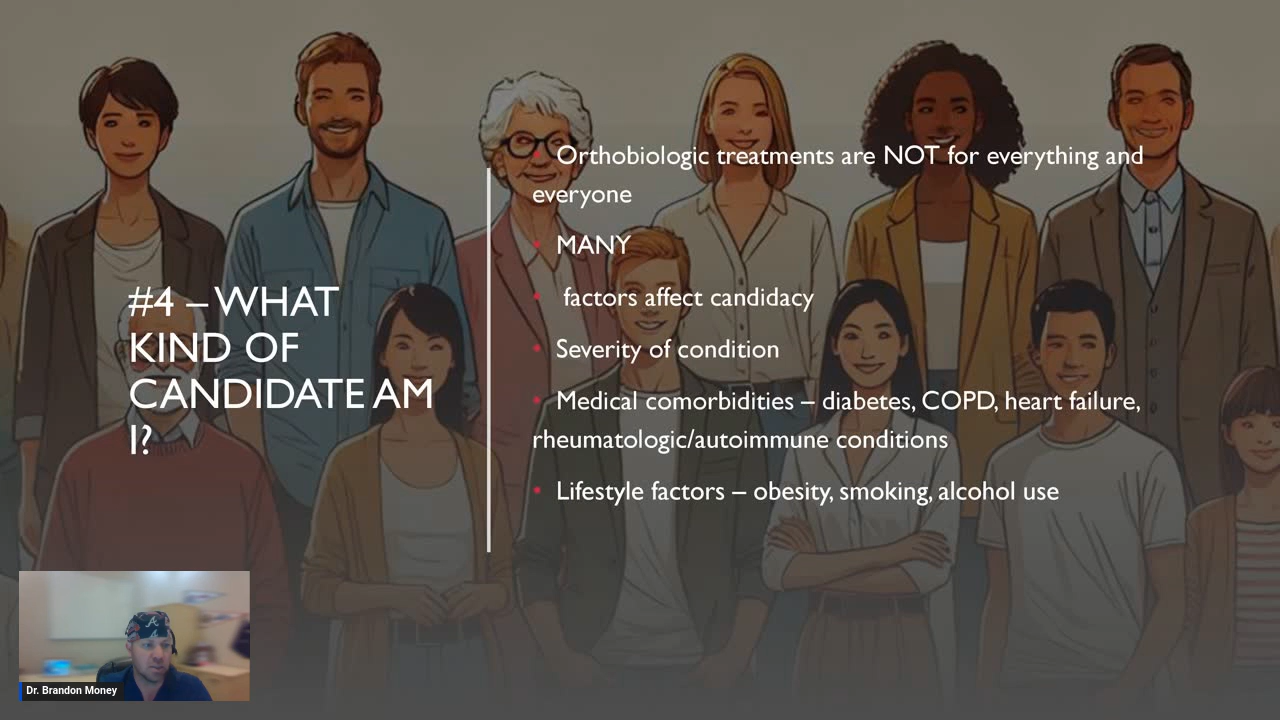 #4 – WHAT
KIND OF
CANDIDATE AM
I?
• Orthobiologic treatments are NOT for everything and
everyone
• MANY
• factors affect candidacy
• Severity of condition
• Medical comorbidities – diabetes, COPD, heart failure,
rheumatologic/autoimmune conditions
• Lifestyle factors – obesity, smoking, alcohol use
Dr. Brandon Money